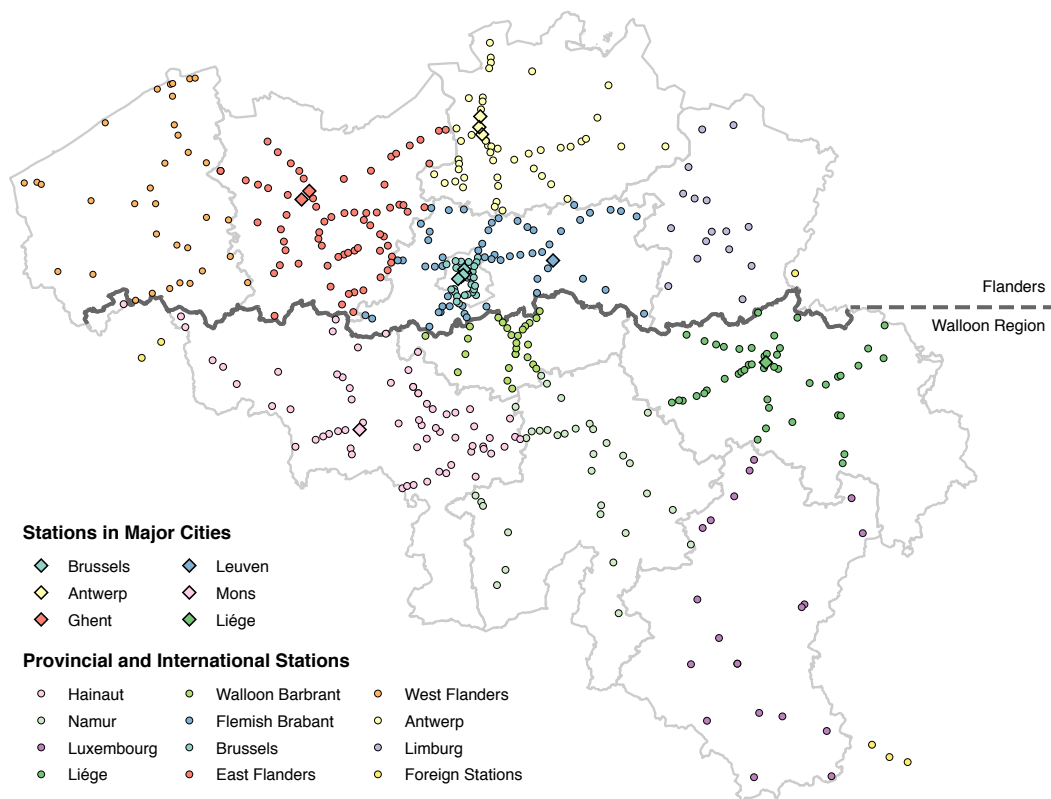 Flanders
Walloon Region
Stations in Major Cities
Brussels Leuven
Antwerp Mons
Ghent Liége
Provincial and International Stations
Hainaut Walloon Barbrant West Flanders
Namur Flemish Brabant Antwerp
Luxembourg Brussels Limburg
Liége East Flanders Foreign Stations